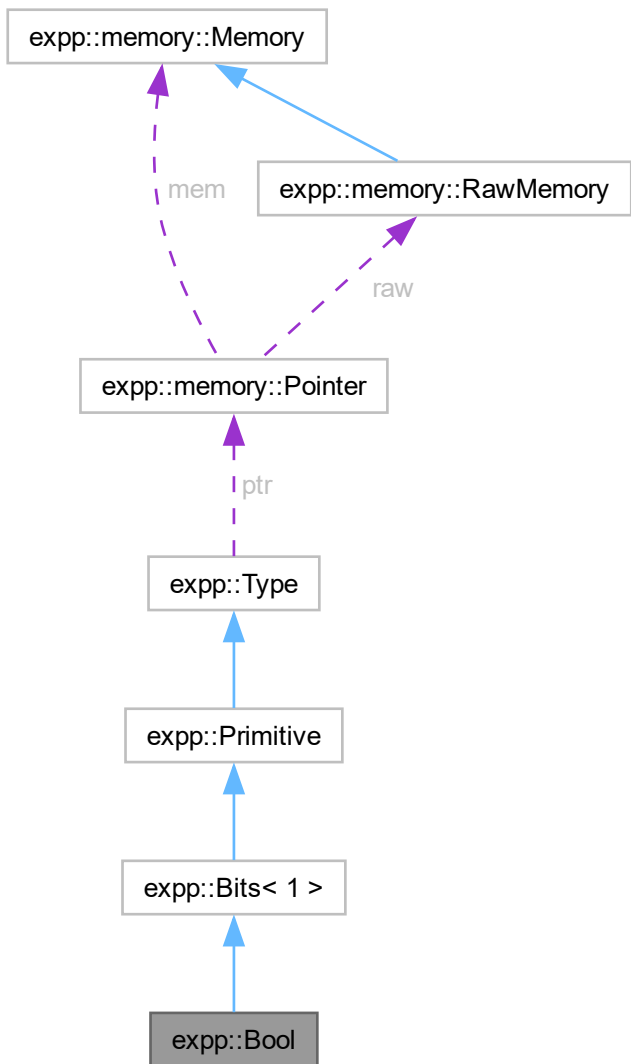 expp::memory::Memory
expp::memory::RawMemory
mem
raw
expp::memory::Pointer
ptr
expp::Type
expp::Primitive
expp::Bits< 1 >
expp::Bool